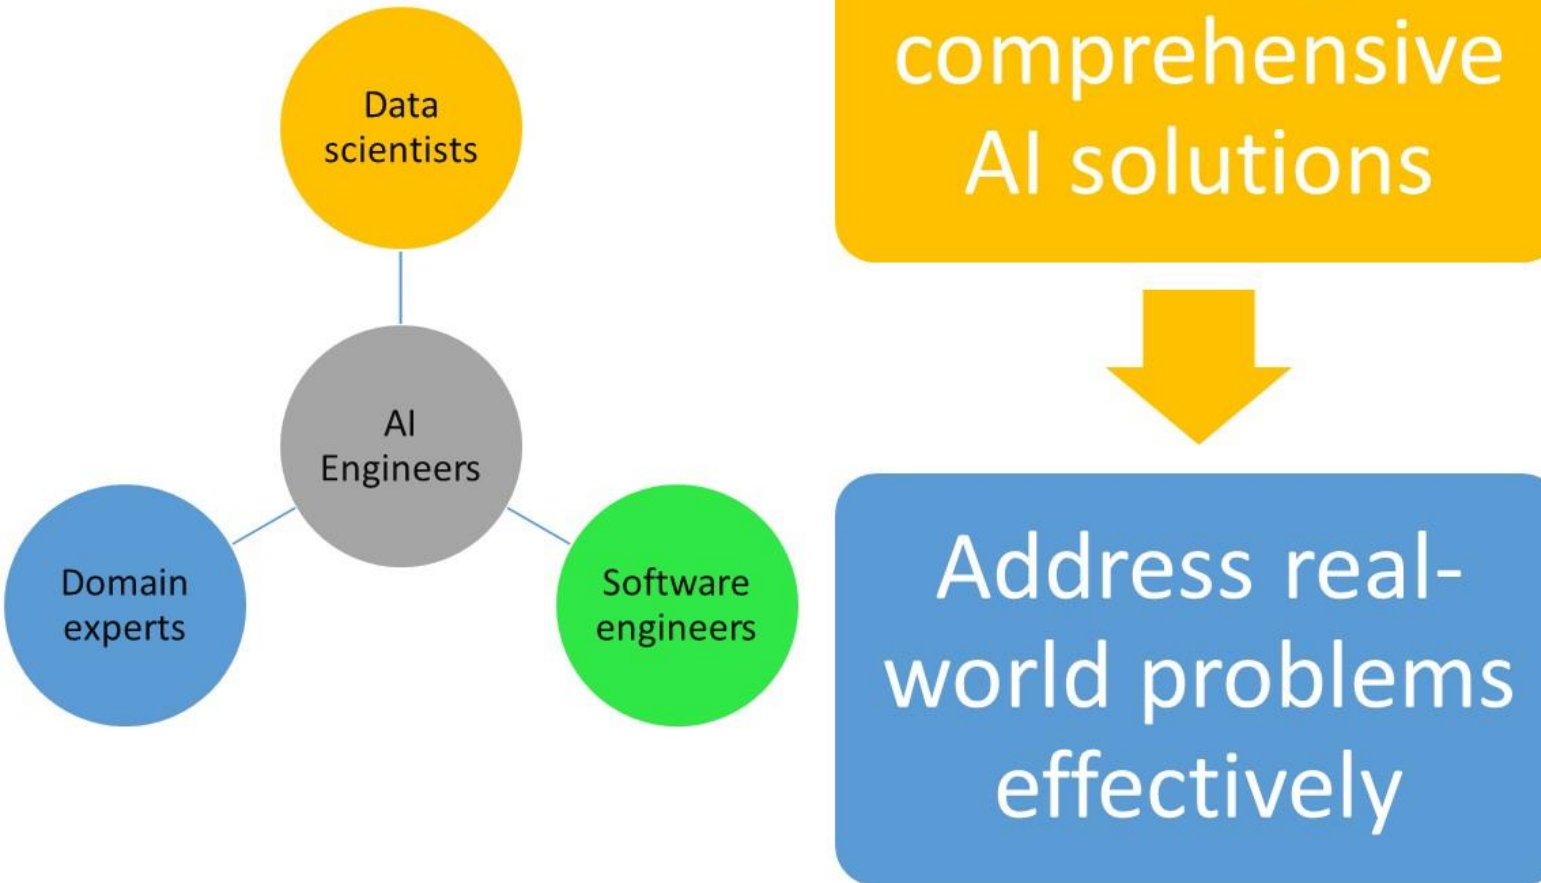 Data
scientists
AI
Engineers
Domain
experts
Software
engineers
comprehensive
AI solutions
Address real-
world problems
effectively